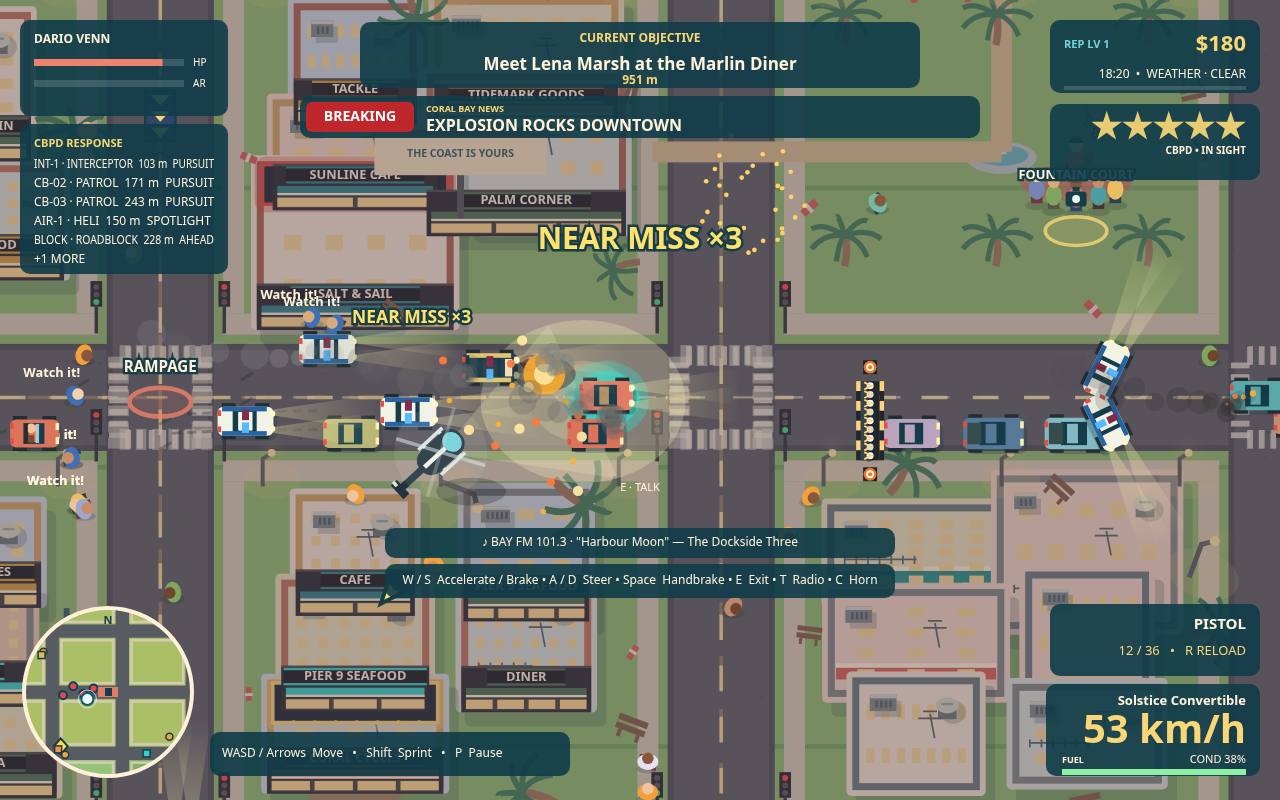 DARIO VENN
HP
AR
CBPD RESPONSE
INT-1 · INTERCEPTOR 103 m PURSUIT
CB-02 · PATROL 171 m PURSUIT
CB-03 · PATROL 243 m PURSUIT
AIR-1 · HELI 150 m SPOTLIGHT
BLOCK · ROADBLOCK 228 m AHEAD
+1 MORE
CURRENT OBJECTIVE
Meet Lena Marsh at the Marlin Diner
951 m
TACKLE
TIDEMARK GOODS
BREAKING
CORAL BAY NEWS
EXPLOSION ROCKS DOWNTOWN
THE COAST IS YOURS
REP LV 1
$180
18:20 • WEATHER · CLEAR
★★★★★
CBPD • IN SIGHT
SUNLINE CAFE
PALM CORNER
FOUNTAIN COURT
NEAR MISS ×3
Watch it!
SALT & SAIL
Watch it!
NEAR MISS ×3
RAMPAGE
Watch it!
it!
Watch it!
E · TALK
♪ BAY FM 101.3 · "Harbour Moon" — The Dockside Three
CAFE
W / S Accelerate / Brake • A / D Steer • Space Handbrake • E Exit • T Radio • C Horn
N
PIER 9 SEAFOOD
DINER
PISTOL
12 / 36 • R RELOAD
Solstice Convertible
53 km/h
FUEL
COND 38%
WASD / Arrows Move • Shift Sprint • P Pause